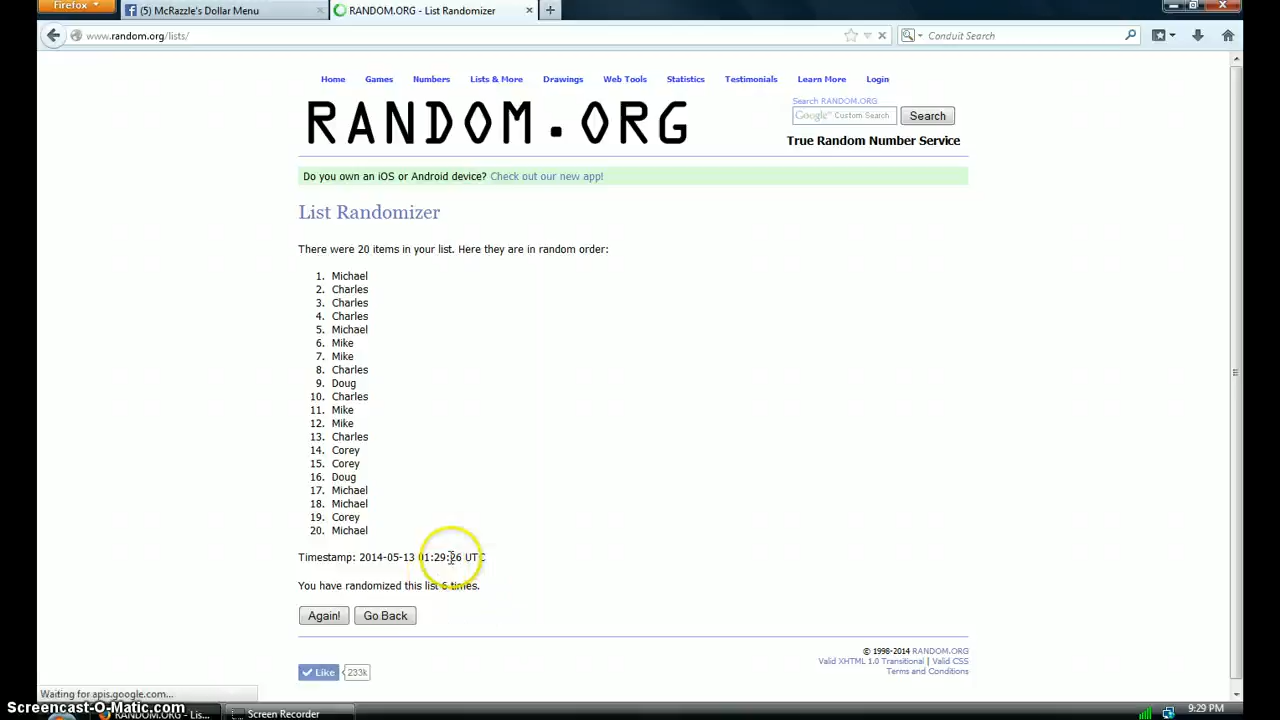 Firefox
(5) McRazzle's Dollar Menu
RANDOM.ORG - List Randomizer
www.random.org/lists/
Conduit Search
Home Games Numbers Lists & More Drawings Web Tools Statistics Testimonials Learn More Login
RANDOM.ORG
Search RANDOM.ORG
Google™ Custom Search
Search
True Random Number Service
Do you own an iOS or Android device? Check out our new app!
List Randomizer
There were 20 items in your list. Here they are in random order:
1. Michael
2. Charles
3. Charles
4. Charles
5. Michael
6. Mike
7. Mike
8. Charles
9. Doug
10. Charles
11. Mike
12. Mike
13. Charles
14. Corey
15. Corey
16. Doug
17. Michael
18. Michael
19. Corey
20. Michael
Timestamp: 2014-05-13 01:29:26 UTC
You have randomized this list 6 times.
Again! Go Back
© 1998-2014 RANDOM.ORG
Valid XHTML 1.0 Transitional | Valid CSS
Terms and Conditions
Like 233k
Waiting for apis.google.com...
Screencast-O-Matic.com
RANDOM.ORG - Lis...
Screen Recorder
9:29 PM